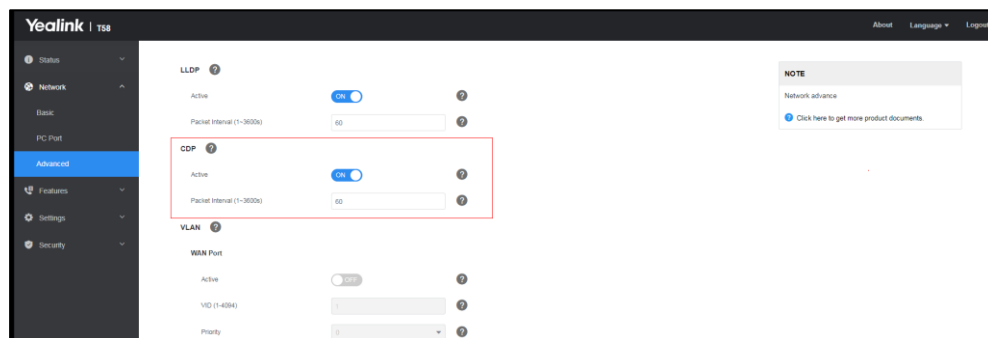 Yealink | T58
About Language Logout
Status
Network
Basic
PC Port
Advanced
Features
Settings
Security
LLDP
Active ON
Packet Interval (1~3600s) 60
CDP
Active ON
Packet Interval (1~3600s) 60
VLAN
WAN Port
Active OFF
VID (1-4094) 1
Priority 0
NOTE
Network advance
Click here to get more product documents.